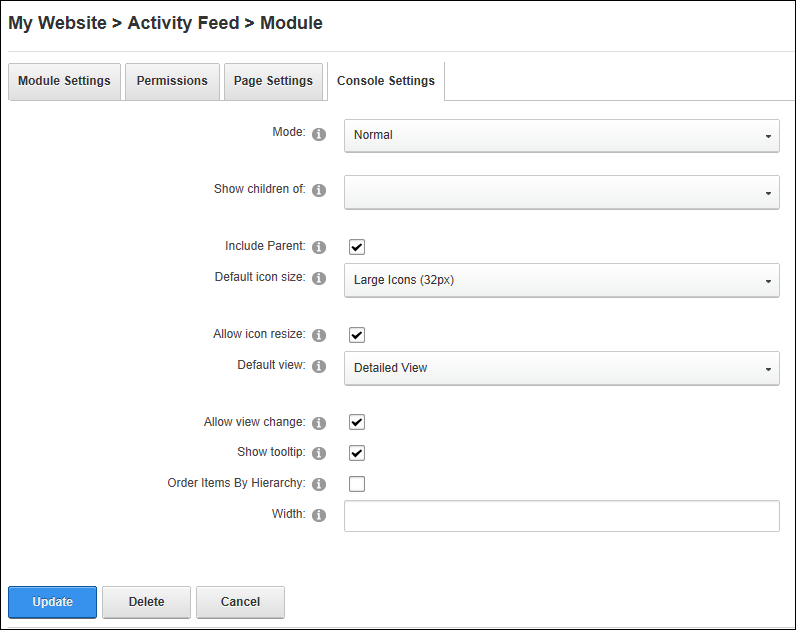 My Website > Activity Feed > Module
Module Settings Permissions Page Settings Console Settings
Mode: Normal
Show children of:
Include Parent:
Default icon size: Large Icons (32px)
Allow icon resize:
Default view: Detailed View
Allow view change:
Show tooltip:
Order Items By Hierarchy:
Width:
Update Delete Cancel